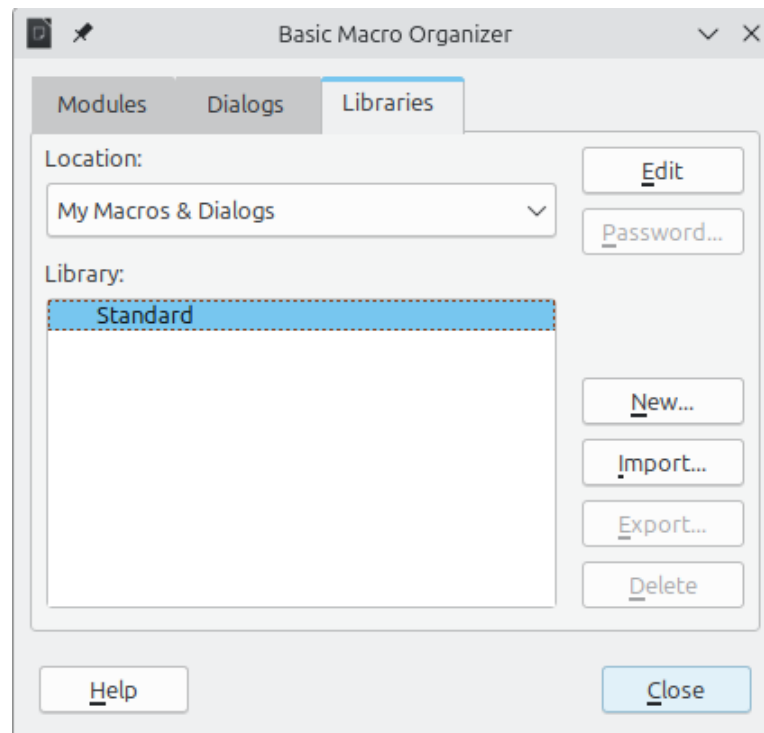 Basic Macro Organizer
Modules Dialogs Libraries
Location:
Edit
My Macros & Dialogs
Password...
Library:
Standard
New...
Import...
Export...
Delete
Help Close